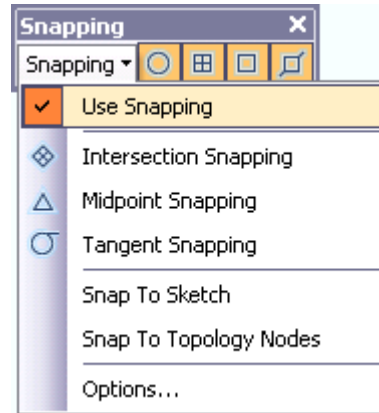 Snapping
Snapping
Use Snapping
Intersection Snapping
Midpoint Snapping
Tangent Snapping
Snap To Sketch
Snap To Topology Nodes
Options...